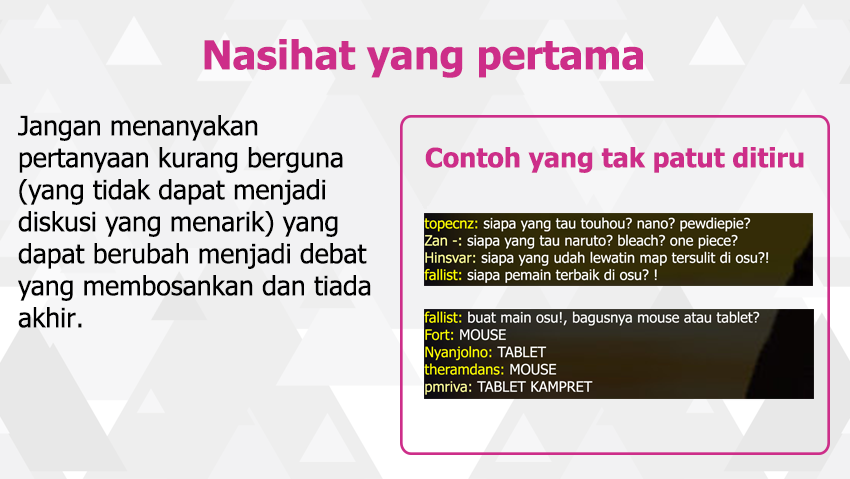 Nasihat yang pertama
Jangan menanyakan
pertanyaan kurang berguna
(yang tidak dapat menjadi
diskusi yang menarik) yang
dapat berubah menjadi debat
yang membosankan dan tiada
akhir.
Contoh yang tak patut ditiru
topecnz: siapa yang tau touhou? nano? pewdiepie?
Zan -: siapa yang tau naruto? bleach? one piece?
Hinsvar: siapa yang udah lewatin map tersulit di osu?!
fallist: siapa pemain terbaik di osu? !
fallist: buat main osu!, bagusnya mouse atau tablet?
Fort: MOUSE
Nyanjolno: TABLET
theramdans: MOUSE
pmriva: TABLET KAMPRET